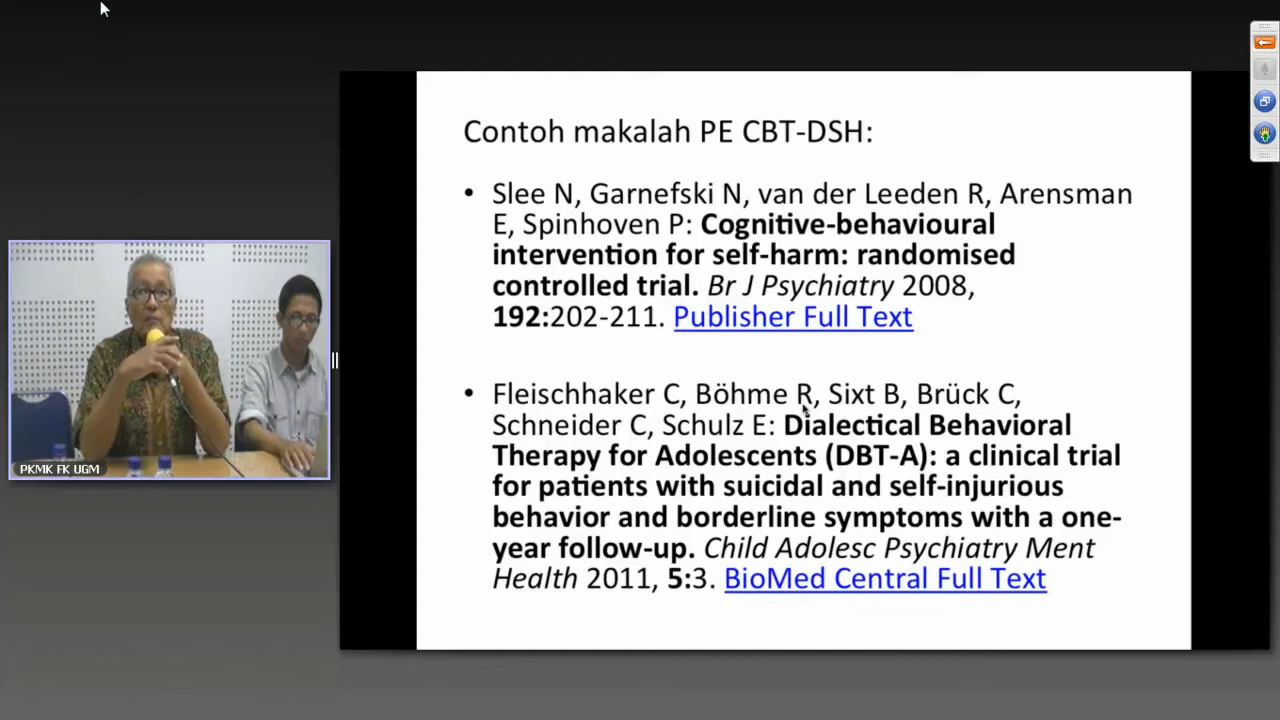 Contoh makalah PE CBT-DSH:
• Slee N, Garnefski N, van der Leeden R, Arensman
E, Spinhoven P: Cognitive-behavioural
intervention for self-harm: randomised
controlled trial. Br J Psychiatry 2008,
192:202-211. Publisher Full Text
• Fleischhaker C, Böhme R, Sixt B, Brück C,
Schneider C, Schulz E: Dialectical Behavioral
Therapy for Adolescents (DBT-A): a clinical trial
for patients with suicidal and self-injurious
behavior and borderline symptoms with a one-
year follow-up. Child Adolesc Psychiatry Ment
Health 2011, 5:3. BioMed Central Full Text
PKMK FK UGM